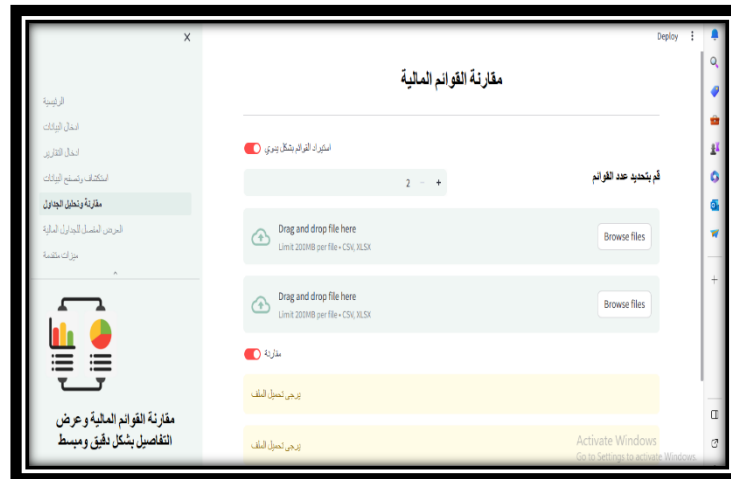 Deploy
مقارنة القوائم المالية
الرئيسية
ادخال البيانات
ادخال التقارير
استكشاف وتصفح البيانات
مقارنة وتحليل الجداول
العرض المفصل للجداول المالية
ميزات متقدمة
مقارنة القوائم المالية وعرض
التفاصيل بشكل دقيق ومبسط
استيراد القوائم بشكل يدوي
قم بتحديد عدد القوائم
2 - +
Drag and drop file here
Limit 200MB per file • CSV, XLSX
Browse files
Drag and drop file here
Limit 200MB per file • CSV, XLSX
Browse files
مقارنة
يرجى تحميل الملف
يرجى تحميل الملف
Activate Windows
Go to Settings to activate Windows.